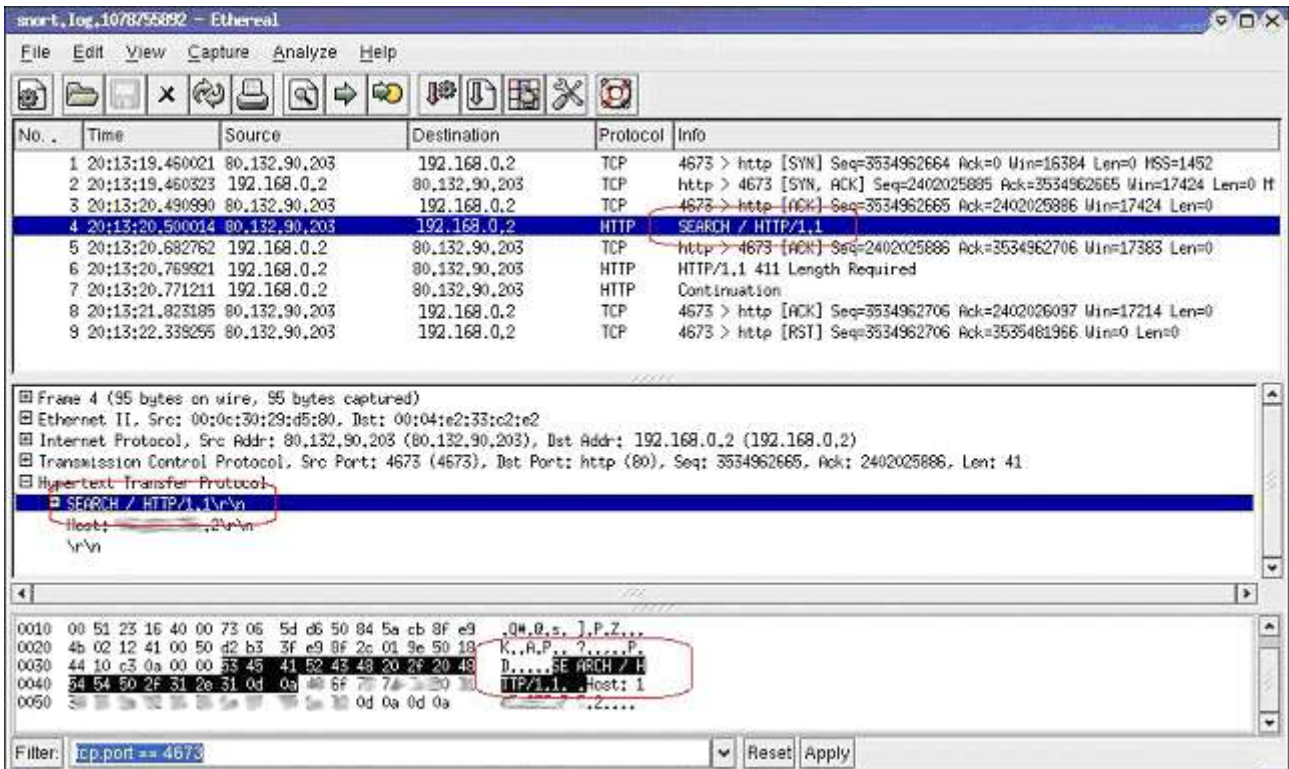 snort.log.1078755892 - Ethereal
File Edit View Capture Analyze Help
No. . Time Source Destination Protocol Info
1 20:13:19.460021 80.132.90.203 192.168.0.2 TCP 4673 > http [SYN] Seq=3534962664 Ack=0 Win=16384 Len=0 MSS=1452
2 20:13:19.460323 192.168.0.2 80.132.90.203 TCP http > 4673 [SYN, ACK] Seq=2402025885 Ack=3534962665 Win=17424 Len=0 M
3 20:13:20.490990 80.132.90.203 192.168.0.2 TCP 4673 > http [ACK] Seq=3534962665 Ack=2402025886 Win=17424 Len=0
4 20:13:20.500014 80.132.90.203 192.168.0.2 HTTP SEARCH / HTTP/1.1
5 20:13:20.682762 192.168.0.2 80.132.90.203 TCP http > 4673 [ACK] Seq=2402025886 Ack=3534962706 Win=17383 Len=0
6 20:13:20.769921 192.168.0.2 80.132.90.203 HTTP HTTP/1.1 411 Length Required
7 20:13:20.771211 192.168.0.2 80.132.90.203 HTTP Continuation
8 20:13:21.823185 80.132.90.203 192.168.0.2 TCP 4673 > http [ACK] Seq=3534962706 Ack=2402026097 Win=17214 Len=0
9 20:13:22.339255 80.132.90.203 192.168.0.2 TCP 4673 > http [RST] Seq=3534962706 Ack=3535481966 Win=0 Len=0
Frame 4 (95 bytes on wire, 95 bytes captured)
Ethernet II, Src: 00:0c:30:29:d5:80, Dst: 00:04:e2:33:c2:e2
Internet Protocol, Src Addr: 80.132.90.203 (80.132.90.203), Dst Addr: 192.168.0.2 (192.168.0.2)
Transmission Control Protocol, Src Port: 4673 (4673), Dst Port: http (80), Seq: 3534962665, Ack: 2402025886, Len: 41
Hypertext Transfer Protocol
SEARCH / HTTP/1.1\r\n
Host: .2\r\n
\r\n
0010 00 51 23 16 40 00 73 06 5d d6 50 84 5a cb 8f e9 .Q#.@.s. ].P.Z...
0020 4b 02 12 41 00 50 d2 b3 3f e9 8f 2c 01 9e 50 18 K..A.P.. ?..,..P.
0030 44 10 c3 0a 00 00 53 45 41 52 43 48 20 2f 20 48 D.....SE ARCH / H
0040 54 54 50 2f 31 2e 31 0d 0a 48 6f 20 TTP/1.1. .Host: 1
0050 0d 0a 0d 0a .2....
Filter: tcp.port == 4673 Reset Apply